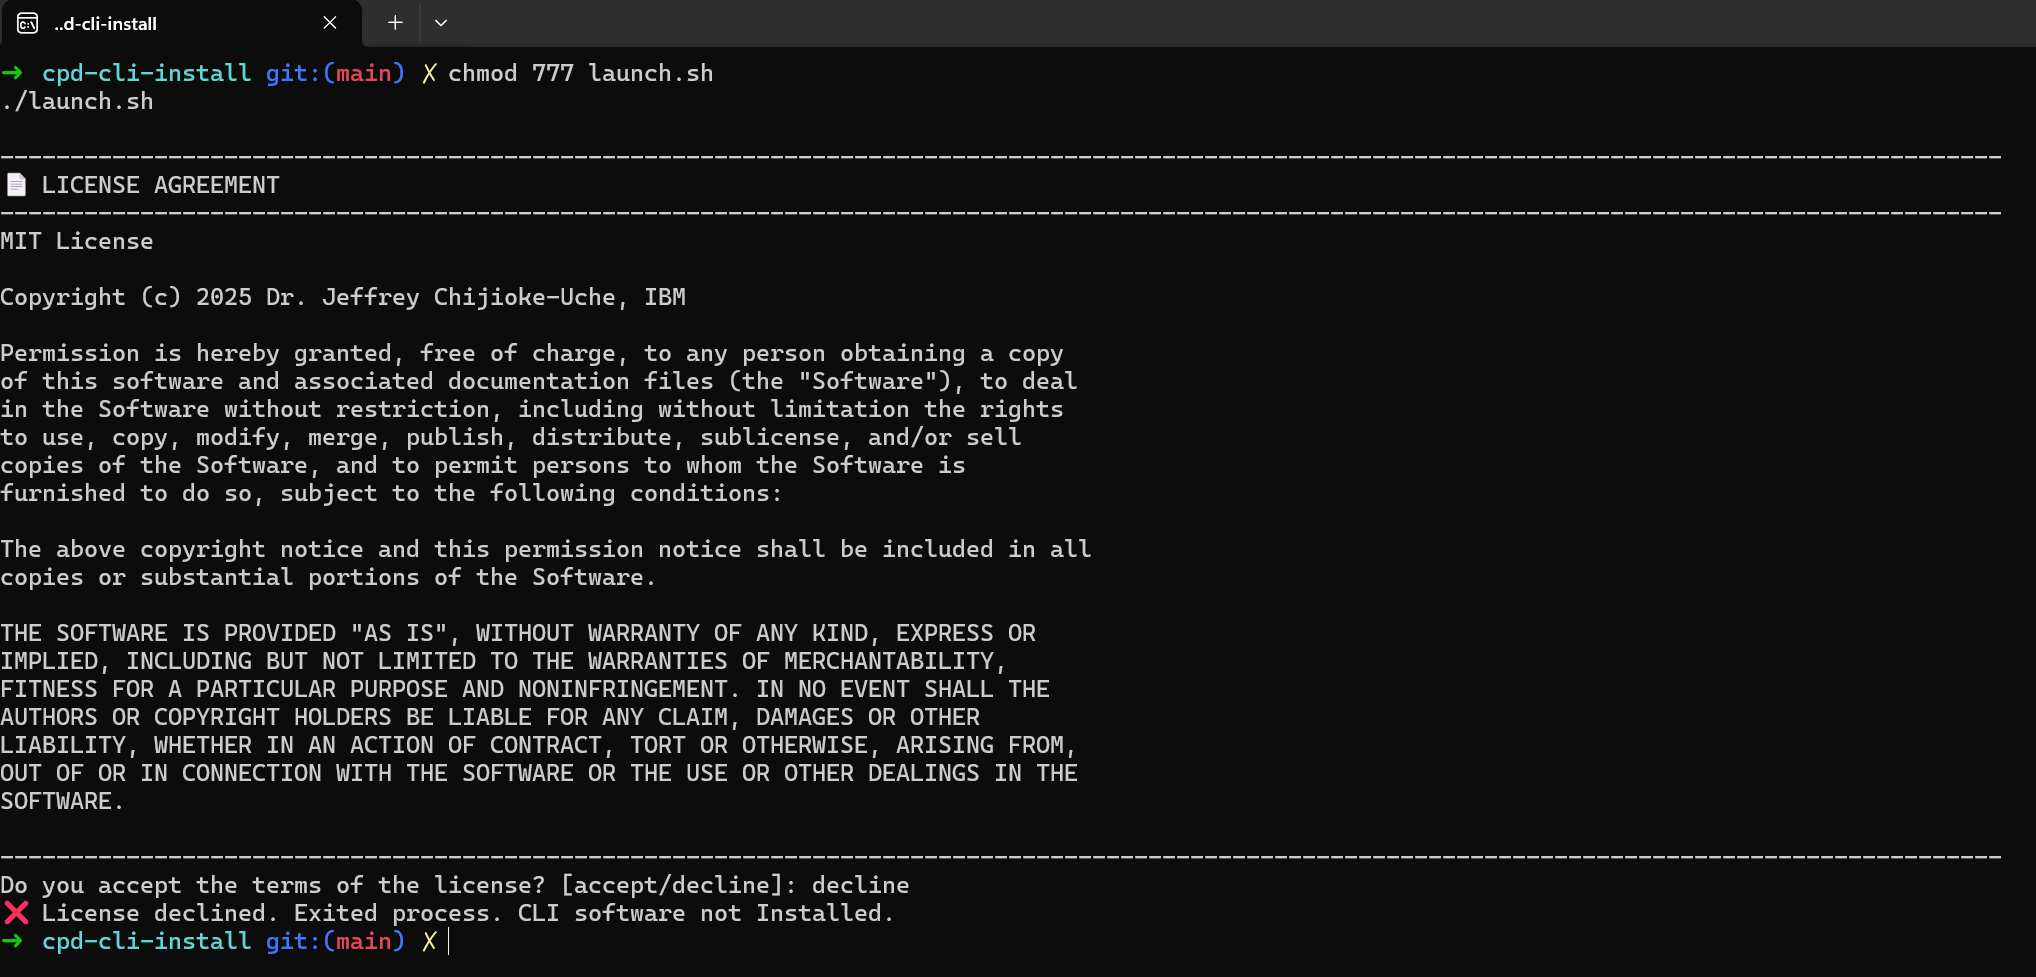 ..d-cli-install
➜ cpd-cli-install git:(main) ✗ chmod 777 launch.sh
./launch.sh
-----------------------------------------------------------------------------------------------------------------------------------------------
📄 LICENSE AGREEMENT
-----------------------------------------------------------------------------------------------------------------------------------------------
MIT License
Copyright (c) 2025 Dr. Jeffrey Chijioke-Uche, IBM
Permission is hereby granted, free of charge, to any person obtaining a copy
of this software and associated documentation files (the "Software"), to deal
in the Software without restriction, including without limitation the rights
to use, copy, modify, merge, publish, distribute, sublicense, and/or sell
copies of the Software, and to permit persons to whom the Software is
furnished to do so, subject to the following conditions:
The above copyright notice and this permission notice shall be included in all
copies or substantial portions of the Software.
THE SOFTWARE IS PROVIDED "AS IS", WITHOUT WARRANTY OF ANY KIND, EXPRESS OR
IMPLIED, INCLUDING BUT NOT LIMITED TO THE WARRANTIES OF MERCHANTABILITY,
FITNESS FOR A PARTICULAR PURPOSE AND NONINFRINGEMENT. IN NO EVENT SHALL THE
AUTHORS OR COPYRIGHT HOLDERS BE LIABLE FOR ANY CLAIM, DAMAGES OR OTHER
LIABILITY, WHETHER IN AN ACTION OF CONTRACT, TORT OR OTHERWISE, ARISING FROM,
OUT OF OR IN CONNECTION WITH THE SOFTWARE OR THE USE OR OTHER DEALINGS IN THE
SOFTWARE.
-----------------------------------------------------------------------------------------------------------------------------------------------
Do you accept the terms of the license? [accept/decline]: decline
❌ License declined. Exited process. CLI software not Installed.
➜ cpd-cli-install git:(main) ✗